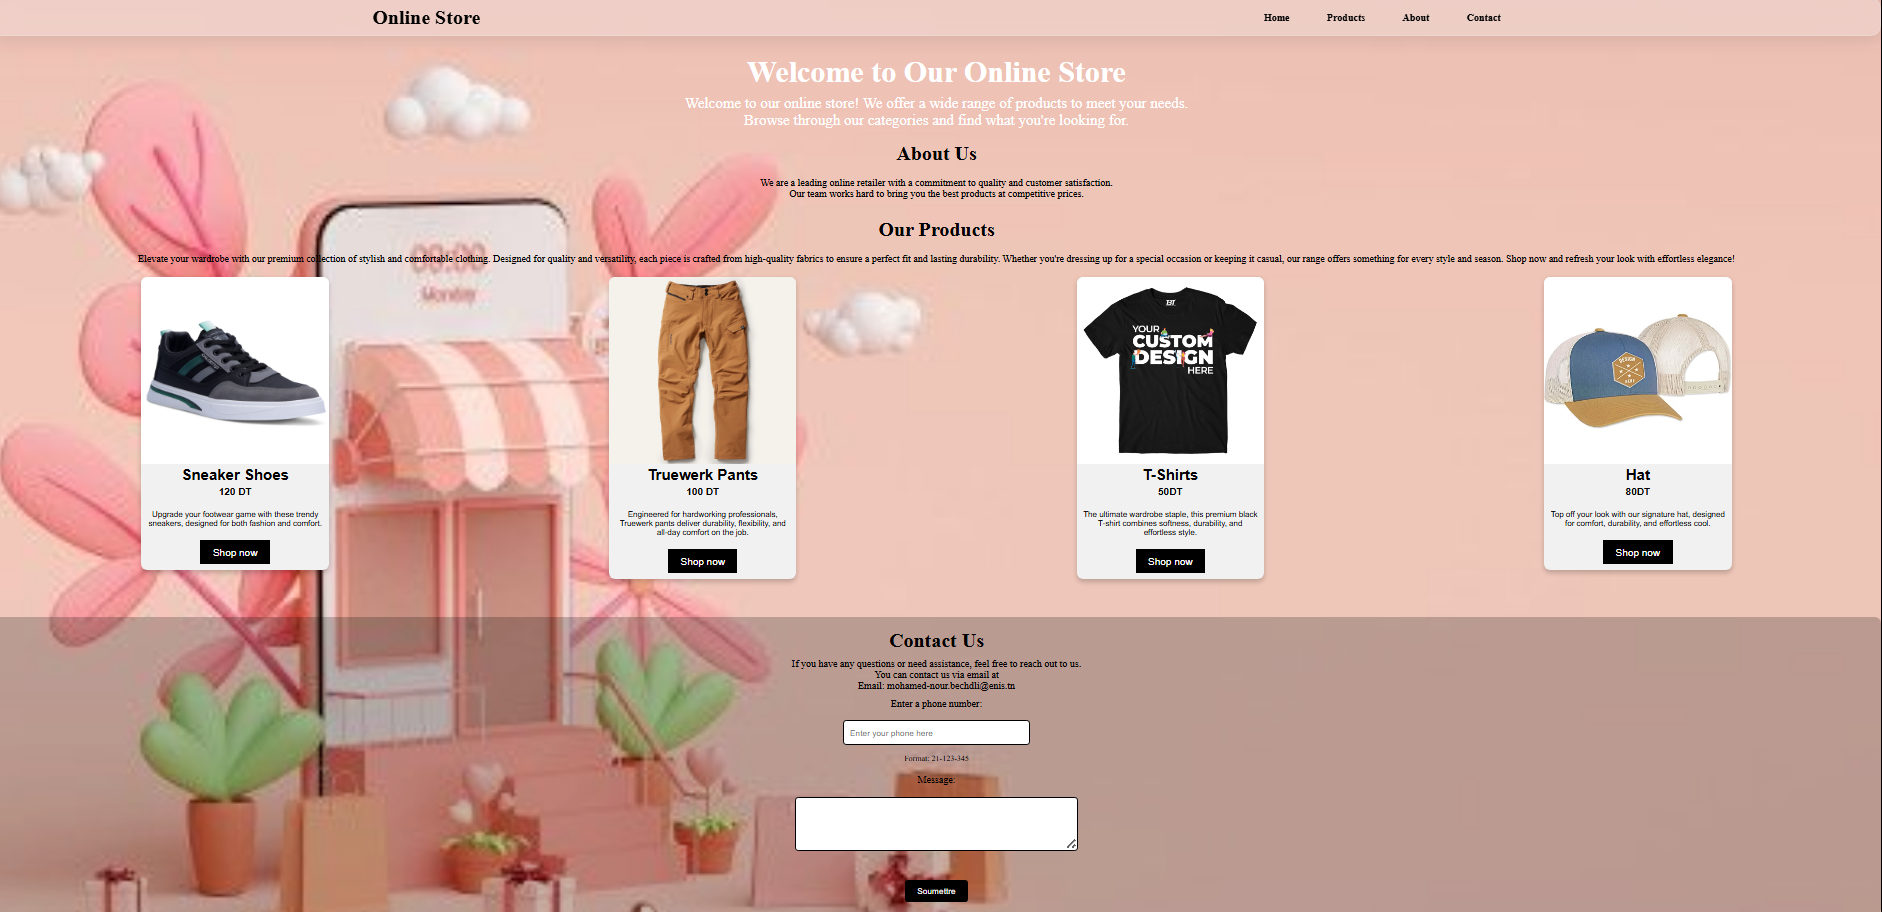 Online Store
Home
Products
About
Contact
Welcome to Our Online Store
Welcome to our online store! We offer a wide range of products to meet your needs.
Browse through our categories and find what you're looking for.
About Us
We are a leading online retailer with a commitment to quality and customer satisfaction.
Our team works hard to bring you the best products at competitive prices.
Our Products
Elevate your wardrobe with our premium collection of stylish and comfortable clothing. Designed for quality and versatility, each piece is crafted from high-quality fabrics to ensure a perfect fit and lasting durability. Whether you're dressing up for a special occasion or keeping it casual, our range offers something for every style and season. Shop now and refresh your look with effortless elegance!
00:00
Monday
Sneaker Shoes
120 DT
Upgrade your footwear game with these trendy
sneakers, designed for both fashion and comfort.
Shop now
Truewerk Pants
100 DT
Engineered for hardworking professionals,
Truewerk pants deliver durability, flexibility, and
all-day comfort on the job.
Shop now
YOUR
CUSTOM
DESIGN
HERE
T-Shirts
50DT
The ultimate wardrobe staple, this premium black
T-shirt combines softness, durability, and
effortless style.
Shop now
DESIGN
HERE
Hat
80DT
Top off your look with our signature hat, designed
for comfort, durability, and effortless cool.
Shop now
Contact Us
If you have any questions or need assistance, feel free to reach out to us.
You can contact us via email at
Email: mohamed-nour.bechdli@enis.tn
Enter a phone number:
Enter your phone here
Format: 21-123-345
Message:
Soumettre